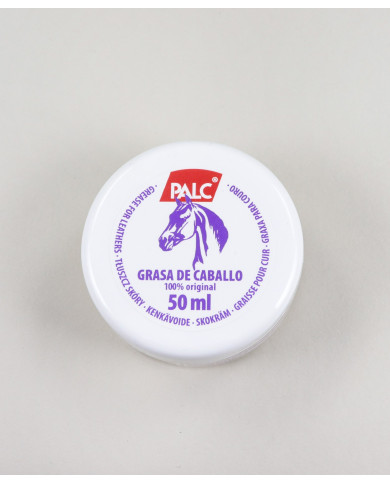 PALC®
GRASA DE CABALLO
100% original
50 ml
· GREASE FOR LEATHERS · TŁUSZCZ SKÓRY · KENKÄVOIDE · SKOKRÄM · GRAISSE POUR CUIR · GRAXA PARA COURO ·